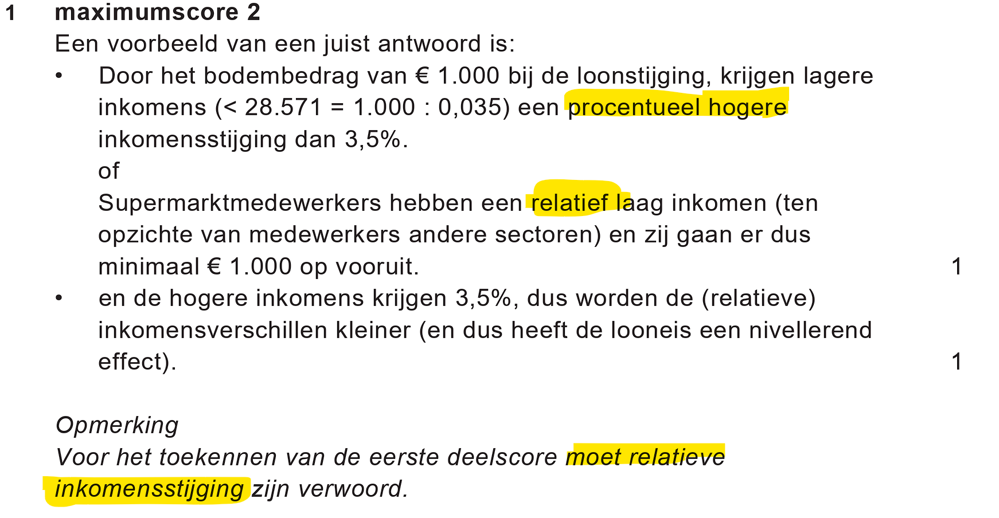 1 maximumscore 2
Een voorbeeld van een juist antwoord is:
• Door het bodembedrag van € 1.000 bij de loonstijging, krijgen lagere
inkomens (< 28.571 = 1.000 : 0,035) een procentueel hogere
inkomensstijging dan 3,5%.
of
Supermarktmedewerkers hebben een relatief laag inkomen (ten
opzichte van medewerkers andere sectoren) en zij gaan er dus
minimaal € 1.000 op vooruit. 1
• en de hogere inkomens krijgen 3,5%, dus worden de (relatieve)
inkomensverschillen kleiner (en dus heeft de looneis een nivellerend
effect). 1
Opmerking
Voor het toekennen van de eerste deelscore moet relatieve
inkomensstijging zijn verwoord.